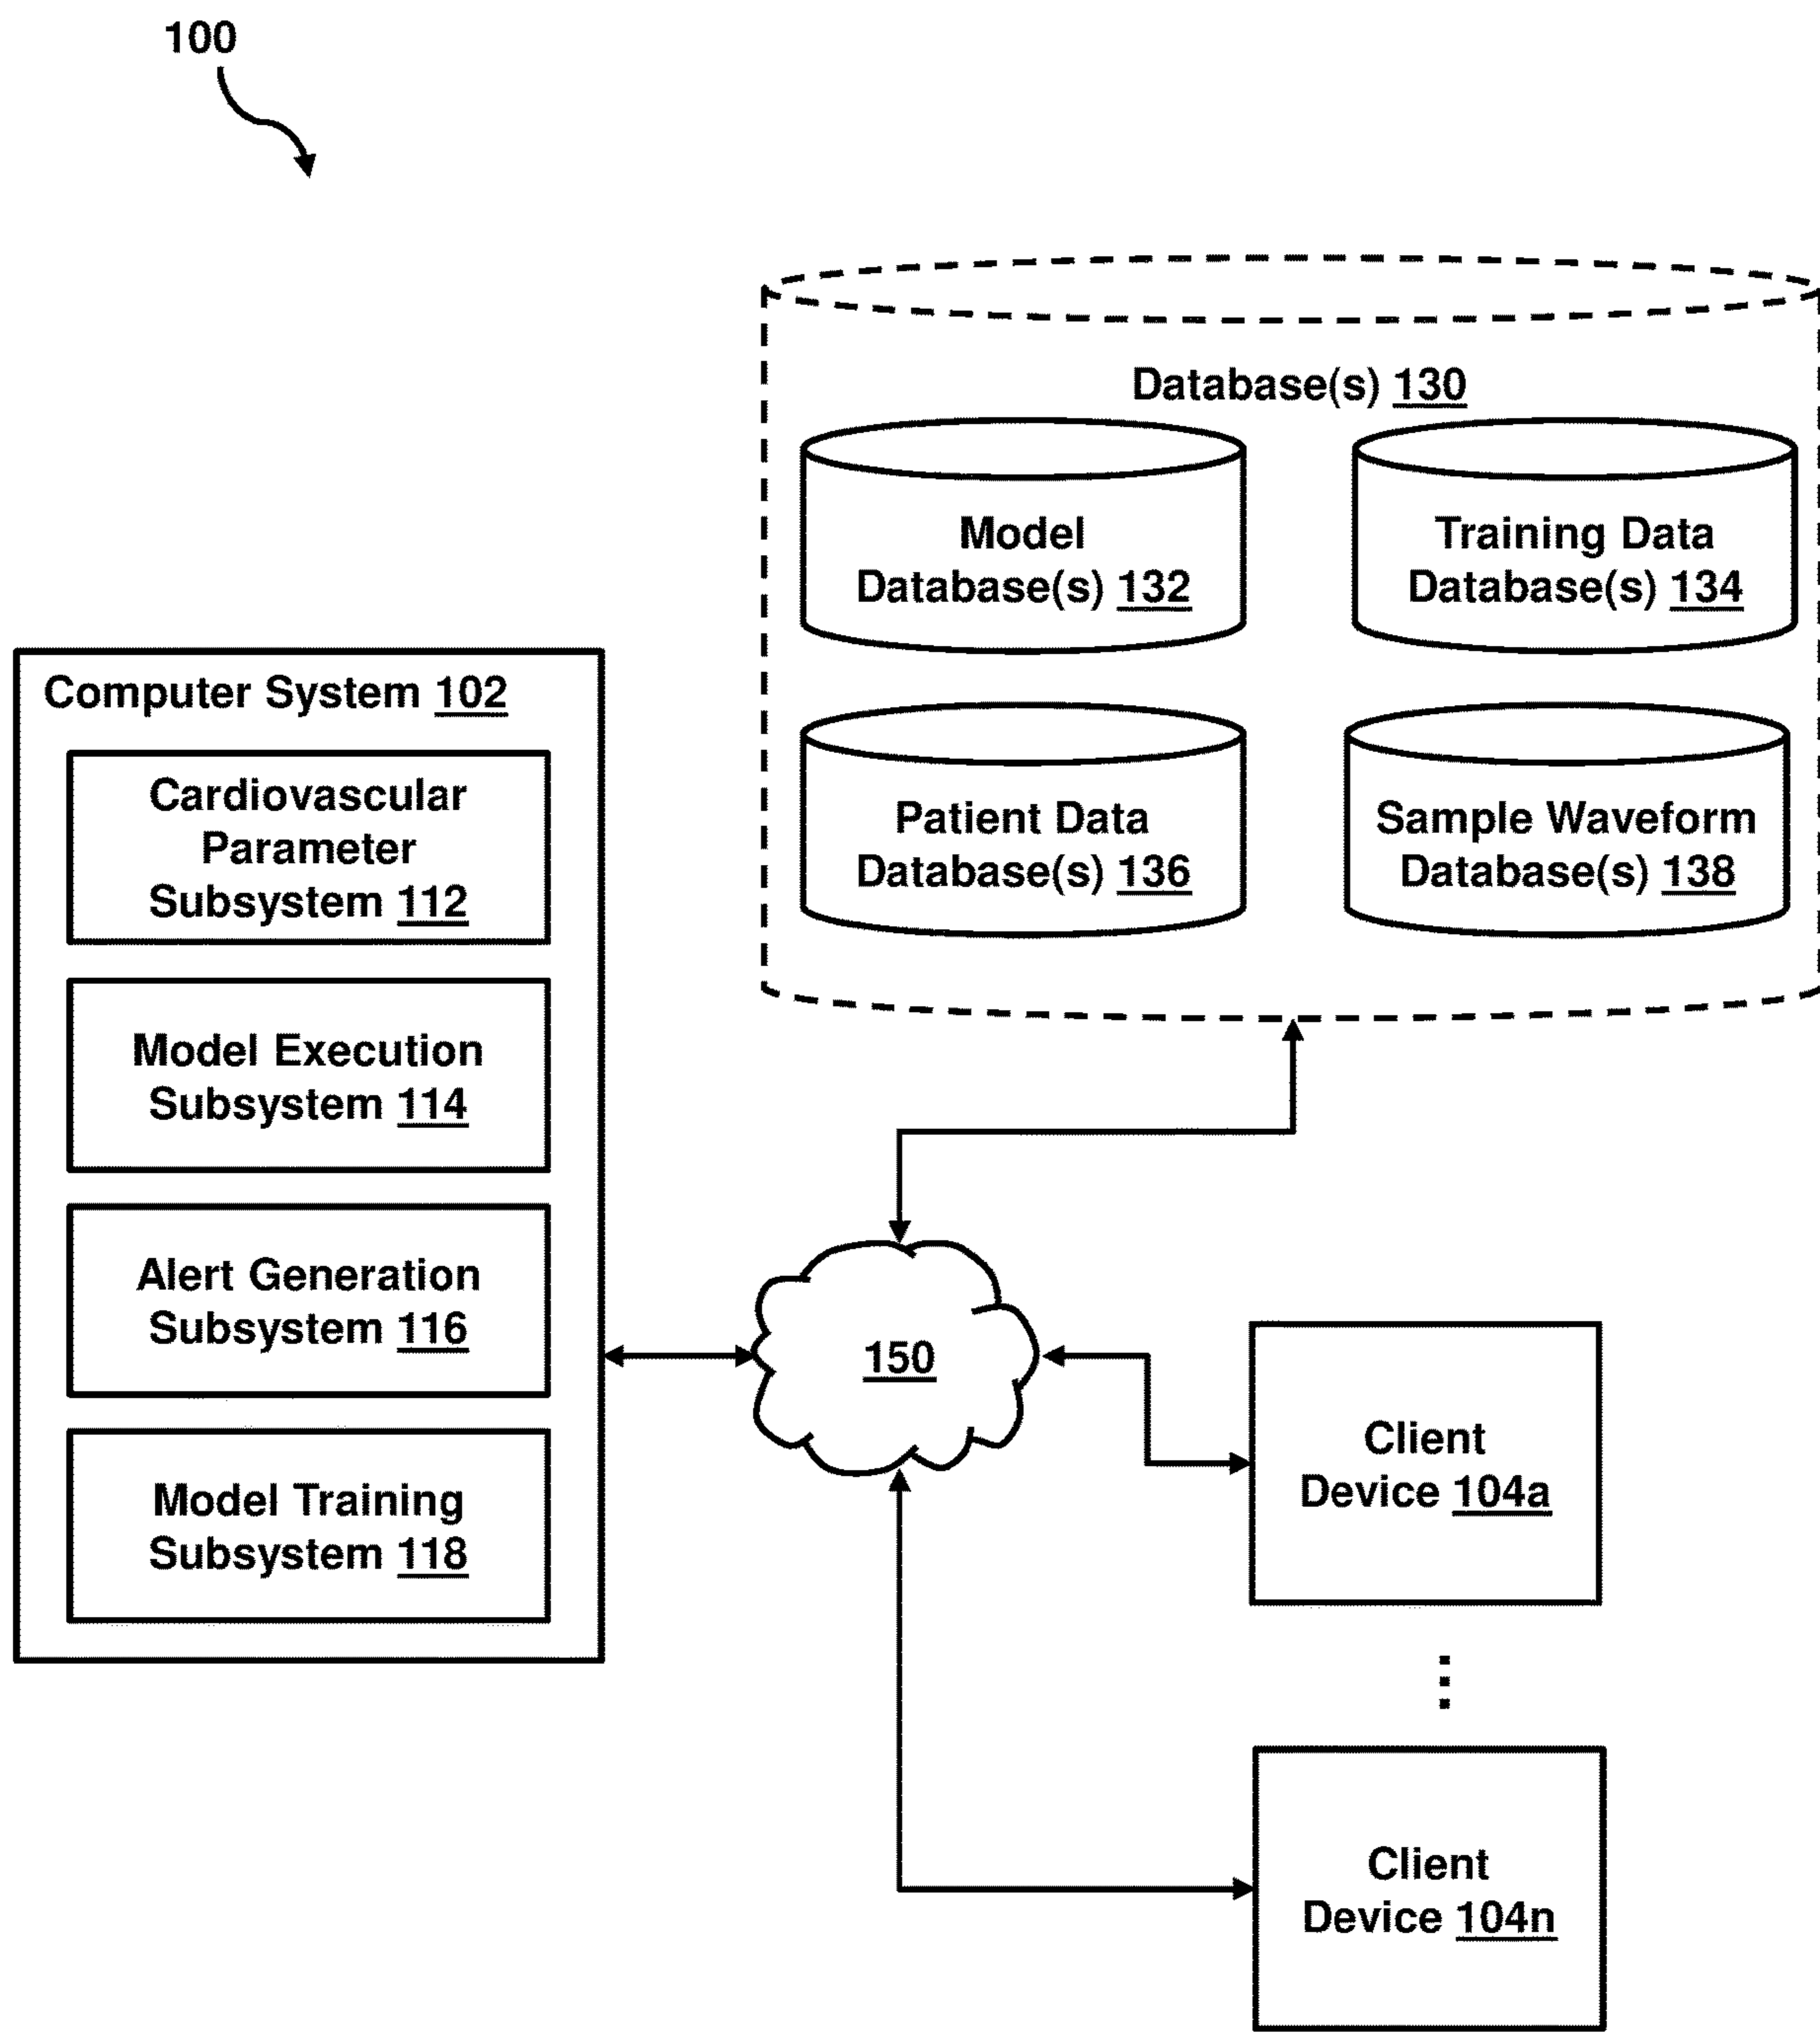 100
Database(s) 130
Model
Database(s) 132
Training Data
Database(s) 134
Patient Data
Database(s) 136
Sample Waveform
Database(s) 138
Computer System 102
Cardiovascular
Parameter
Subsystem 112
Model Execution
Subsystem 114
Alert Generation
Subsystem 116
Model Training
Subsystem 118
150
Client
Device 104a
Client
Device 104n